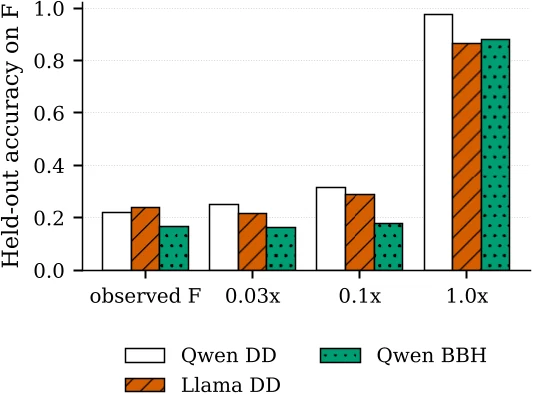 Held-out accuracy on F
1.0
0.8
0.6
0.4
0.2
0.0
observed F 0.03x 0.1x 1.0x
Qwen DD Qwen BBH
Llama DD